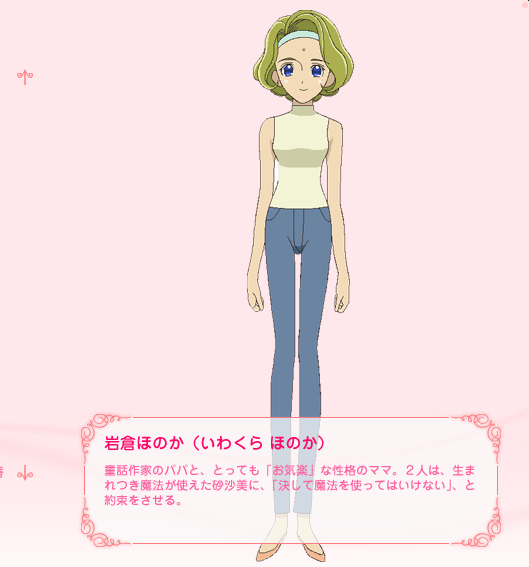 岩倉ほのか（いわくら ほのか）
童話作家のパパと、とっても「お気楽」な性格のママ。２人は、生ま
れつき魔法が使えた砂沙美に、「決して魔法を使ってはいけない」、と
約束をさせる。